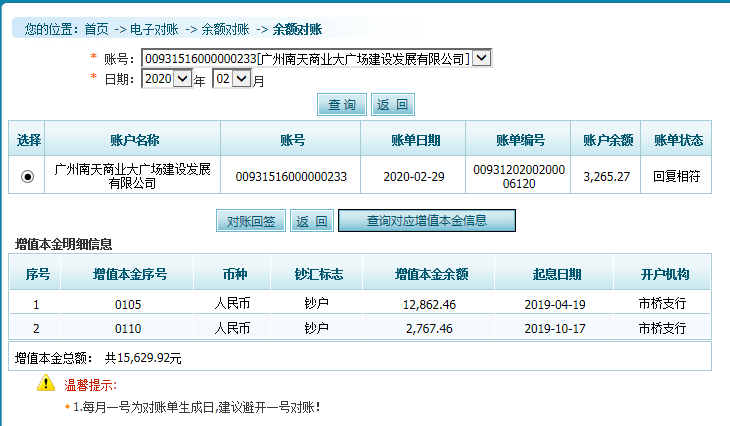 您的位置：首页 -> 电子对账 -> 余额对账 -> 余额对账
* 账号： 00931516000000233[广州南天商业大广场建设发展有限公司]
* 日期： 2020 年 02 月
查 询 返 回
选择 账户名称 账号 账单日期 账单编号 账户余额 账单状态
广州南天商业大广场建设发展
有限公司 00931516000000233 2020-02-29 00931202002000
06120 3,265.27 回复相符
对账回签 返 回 查询对应增值本金信息
增值本金明细信息
序号 增值本金序号 币种 钞汇标志 增值本金余额 起息日期 开户机构
1 0105 人民币 钞户 12,862.46 2019-04-19 市桥支行
2 0110 人民币 钞户 2,767.46 2019-10-17 市桥支行
增值本金总额： 共15,629.92元
温馨提示:
1.每月一号为对账单生成日,建议避开一号对账!